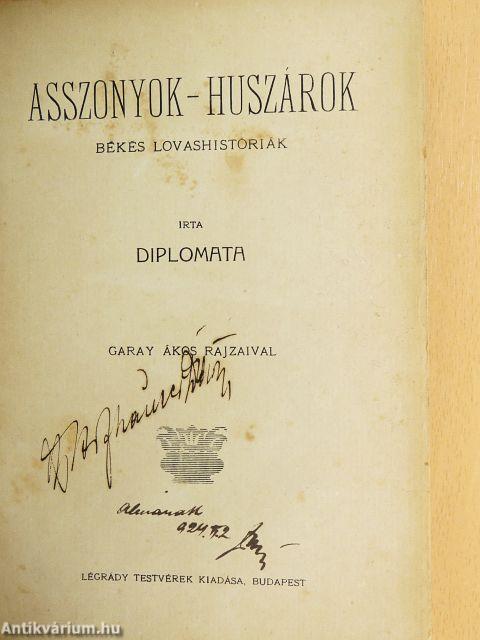 ASSZONYOK-HUSZÁROK
BÉKÉS LOVASHISTÓRIÁK
IRTA
DIPLOMATA
GARAY ÁKOS RAJZAIVAL
LÉGRÁDY TESTVÉREK KIADÁSA, BUDAPEST
Antikvárium.hu